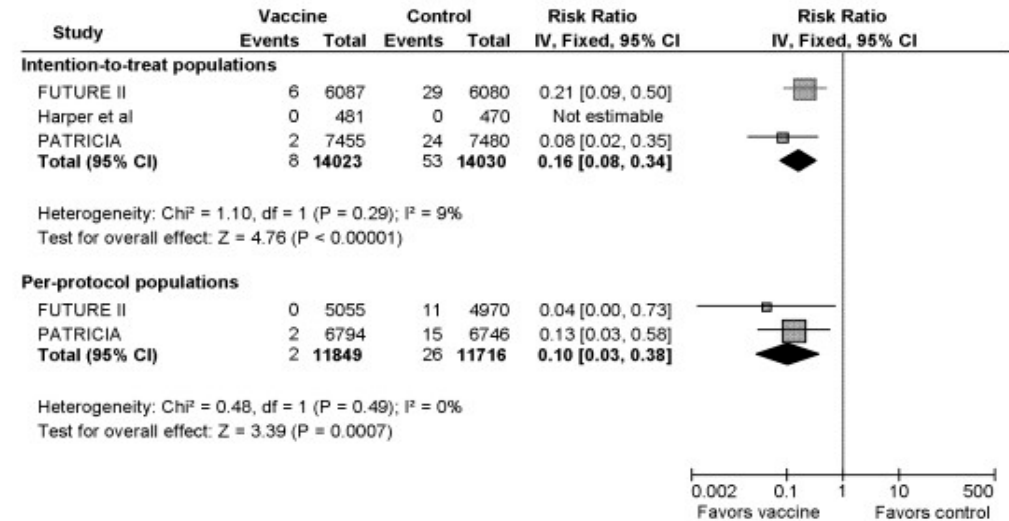 Vaccine Control Risk Ratio Risk Ratio
Study Events Total Events Total IV, Fixed, 95% CI IV, Fixed, 95% CI
Intention-to-treat populations
FUTURE II 6 6087 29 6080 0.21 [0.09, 0.50]
Harper et al 0 481 0 470 Not estimable
PATRICIA 2 7455 24 7480 0.08 [0.02, 0.35]
Total (95% CI) 8 14023 53 14030 0.16 [0.08, 0.34]
Heterogeneity: Chi² = 1.10, df = 1 (P = 0.29); I² = 9%
Test for overall effect: Z = 4.76 (P < 0.00001)
Per-protocol populations
FUTURE II 0 5055 11 4970 0.04 [0.00, 0.73]
PATRICIA 2 6794 15 6746 0.13 [0.03, 0.58]
Total (95% CI) 2 11849 26 11716 0.10 [0.03, 0.38]
Heterogeneity: Chi² = 0.48, df = 1 (P = 0.49); I² = 0%
Test for overall effect: Z = 3.39 (P = 0.0007)
0.002 0.1 1 10 500
Favors vaccine Favors control